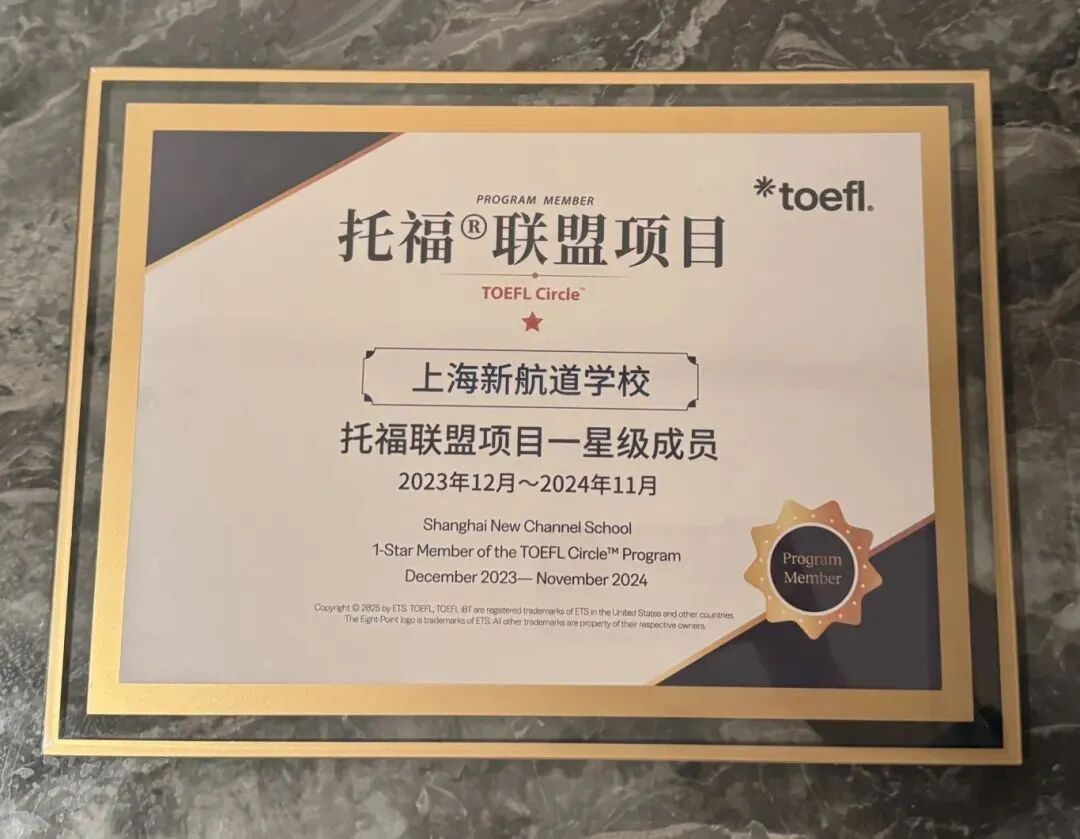 PROGRAM MEMBER
托福®联盟项目
toefl®
TOEFL Circle™
上海新航道学校
托福联盟项目一星级成员
2023年12月～2024年11月
Shanghai New Channel School
1-Star Member of the TOEFL Circle™ Program
December 2023— November 2024
Program
Member
Copyright © 2025 by ETS. TOEFL, TOEFL iBT are registered trademarks of ETS in the United States and other countries.
The Eight-Point logo is trademarks of ETS. All other trademarks are property of their respective owners.